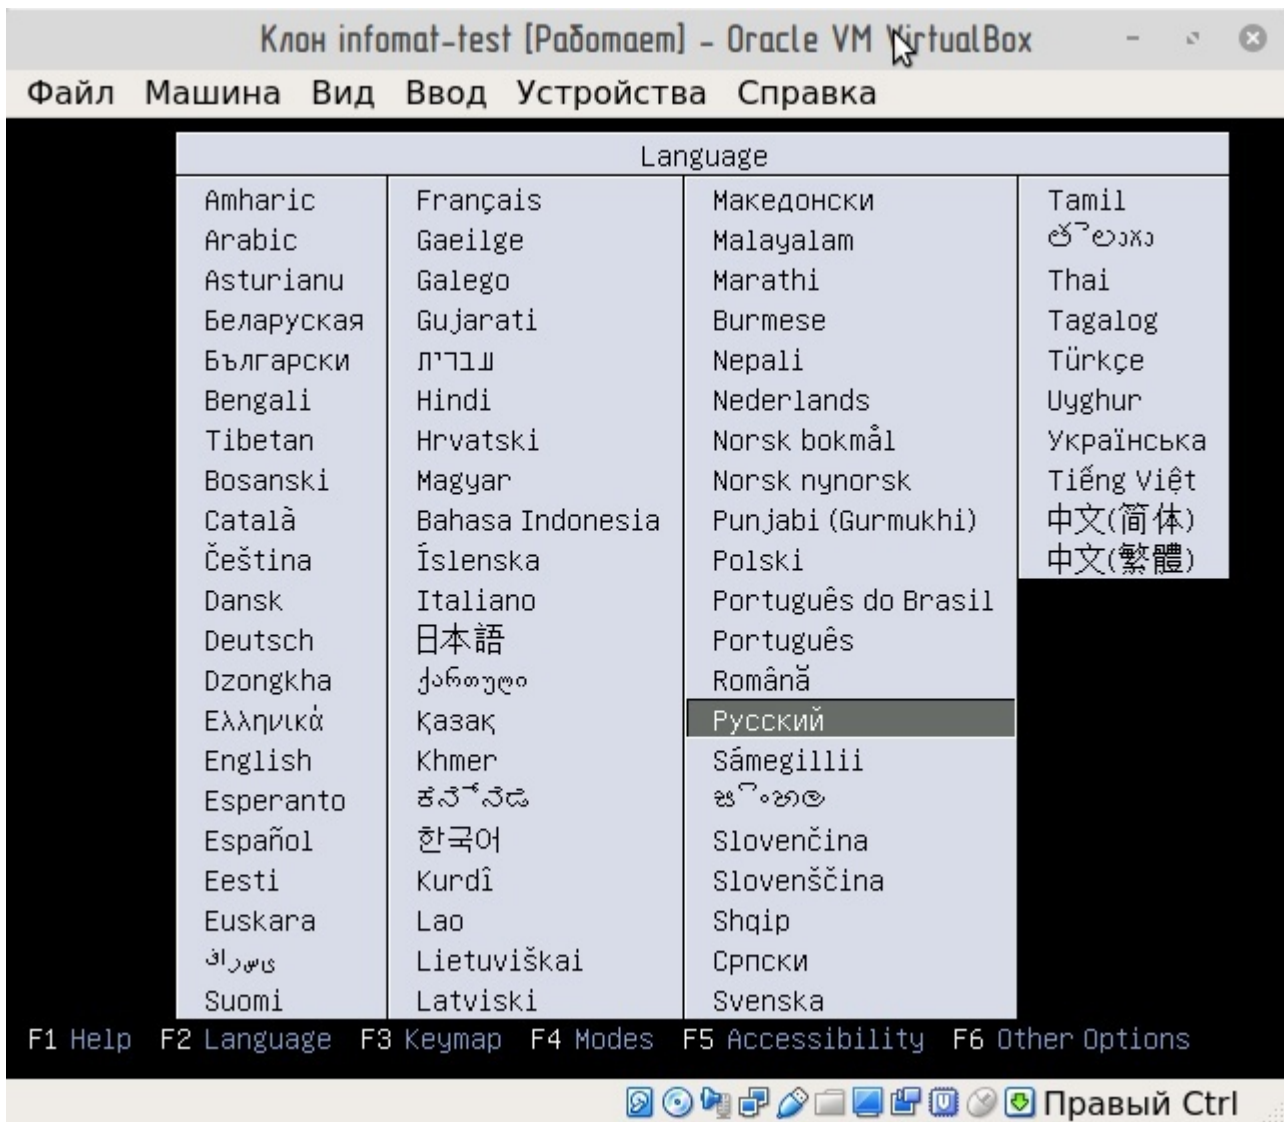 Клон infomat-test [Работает] - Oracle VM VirtualBox
Файл Машина Вид Ввод Устройства Справка
Language
Amharic
Arabic
Asturianu
Беларуская
Български
Bengali
Tibetan
Bosanski
Català
Čeština
Dansk
Deutsch
Dzongkha
Ελληνικά
English
Esperanto
Español
Eesti
Euskara
فارسی
Suomi
Français
Gaeilge
Galego
Gujarati
עברית
Hindi
Hrvatski
Magyar
Bahasa Indonesia
Íslenska
Italiano
日本語
ქართული
Қазақ
Khmer
ಕನ್ನಡ
한국어
Kurdî
Lao
Lietuviškai
Latviski
Македонски
Malayalam
Marathi
Burmese
Nepali
Nederlands
Norsk bokmål
Norsk nynorsk
Punjabi (Gurmukhi)
Polski
Português do Brasil
Português
Română
Русский
Sámegillii
සිංහල
Slovenčina
Slovenščina
Shqip
Српски
Svenska
Tamil
తెలుగు
Thai
Tagalog
Türkçe
Uyghur
Українська
Tiếng Việt
中文(简体)
中文(繁體)
F1 Help F2 Language F3 Keymap F4 Modes F5 Accessibility F6 Other Options
Правый Ctrl